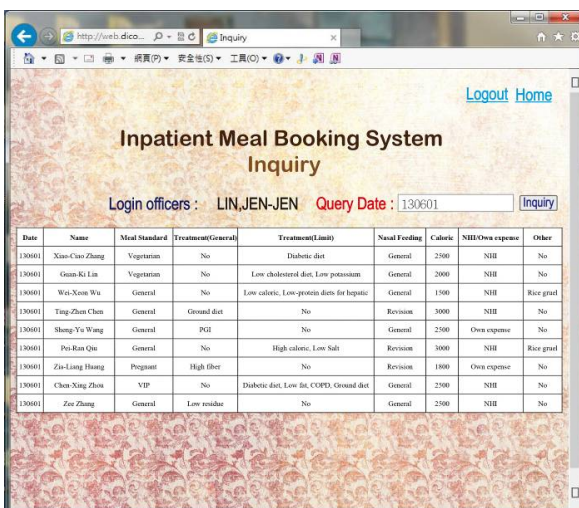 http://web.dico...
Inquiry
網頁(P)
安全性(S)
工具(O)
Logout Home
Inpatient Meal Booking System
Inquiry
Login officers : LIN,JEN-JEN Query Date : 130601 Inquiry
Date Name Meal Standard Treatment(General) Treatment(Limit) Nasal Feeding Caloric NHI/Own expense Other
130601 Xiao-Ciao Zhang Vegetarian No Diabetic diet General 2500 NHI No
130601 Guan-Ki Lin Vegetarian No Low cholesterol diet, Low potassium General 2000 NHI No
130601 Wei-Xeon Wu General No Low caloric, Low-protein diets for hepatic General 1500 NHI Rice gruel
130601 Ting-Zhen Chen General Ground diet No Revision 3000 NHI No
130601 Sheng-Yu Wang General PGI No General 2500 Own expense No
130601 Pei-Ran Qiu General No High caloric, Low Salt Revision 3000 NHI Rice gruel
130601 Zia-Liang Huang Pregnant High fiber No Revision 1800 Own expense No
130601 Chen-Xing Zhou VIP No Diabetic diet, Low fat, COPD, Ground diet General 2500 NHI No
130601 Zee Zhang General Low residue No General 2500 NHI No